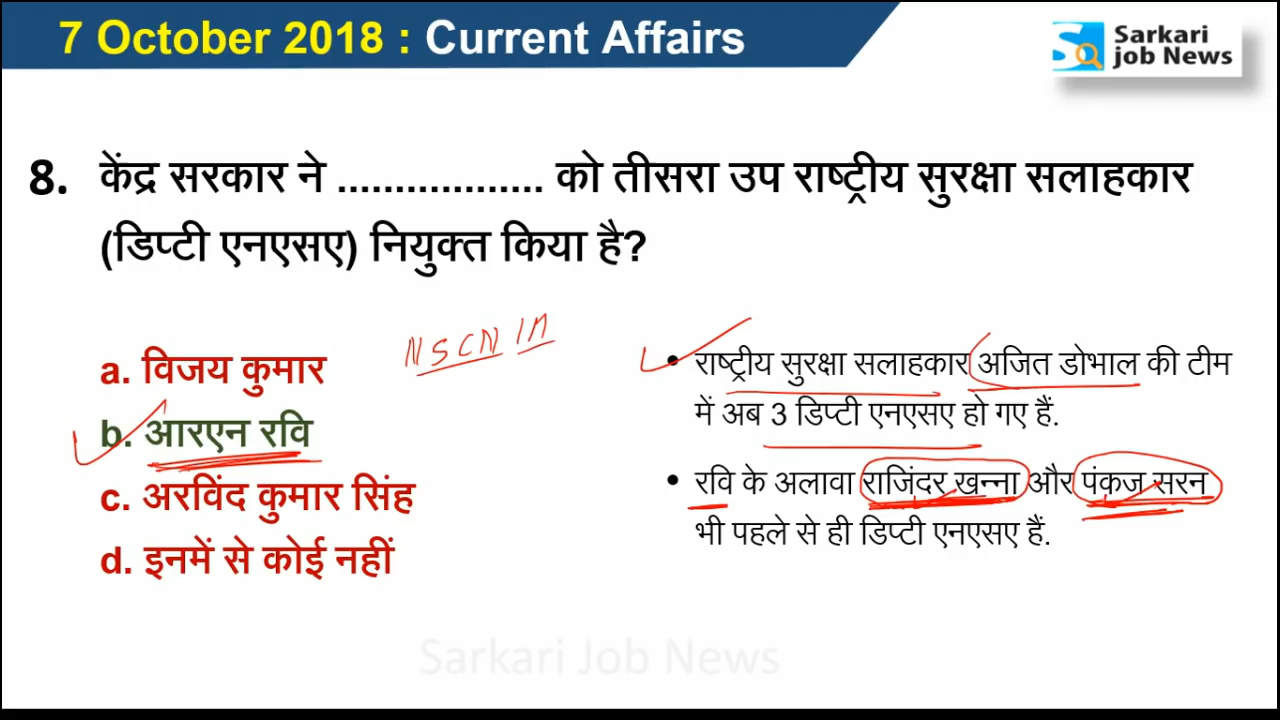 7 October 2018 : Current Affairs
Sarkari
job News
8. केंद्र सरकार ने .................. को तीसरा उप राष्ट्रीय सुरक्षा सलाहकार
(डिप्टी एनएसए) नियुक्त किया है?
NSCN IM
a. विजय कुमार
b. आरएन रवि
c. अरविंद कुमार सिंह
d. इनमें से कोई नहीं
• राष्ट्रीय सुरक्षा सलाहकार अजित डोभाल की टीम
में अब 3 डिप्टी एनएसए हो गए हैं.
• रवि के अलावा राजिंदर खन्ना और पंकज सरन
भी पहले से ही डिप्टी एनएसए हैं.
Sarkari Job News